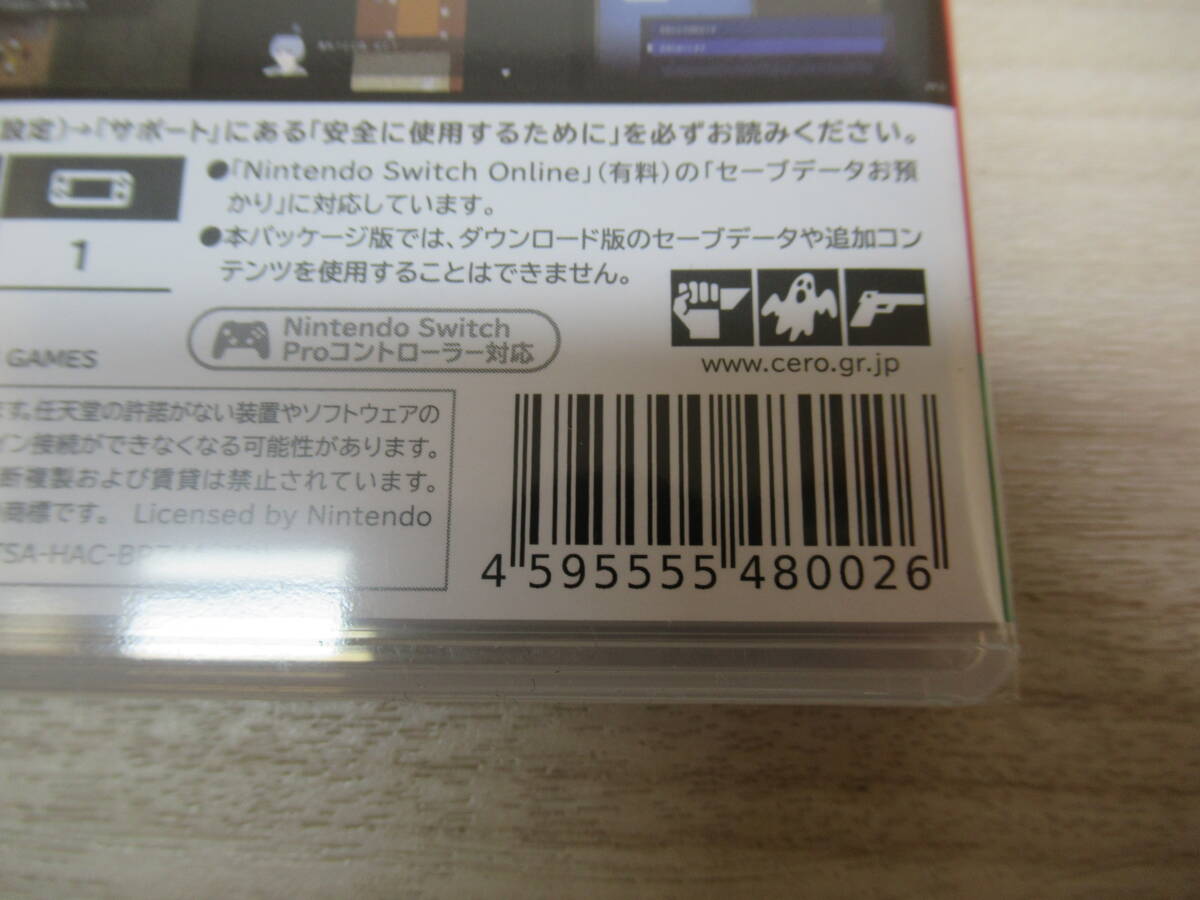 設定)→「サポート」にある「安全に使用するために」を必ずお読みください。
●「Nintendo Switch Online」(有料)の「セーブデータお預
かり」に対応しています。
●本パッケージ版では、ダウンロード版のセーブデータや追加コン
テンツを使用することはできません。
1
Nintendo Switch
Proコントローラー対応
GAMES
www.cero.gr.jp
ます。任天堂の許諾がない装置やソフトウェアの
イン接続ができなくなる可能性があります。
断複製および賃貸は禁止されています。
商標です。 Licensed by Nintendo
TSA-HAC-
4 595555 480026